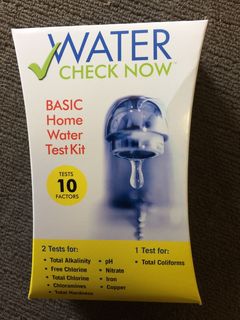 WATER
CHECK NOW™
BASIC
Home
Water
Test Kit
TESTS
10
FACTORS
2 Tests for:
• Total Alkalinity
• Free Chlorine
• Total Chlorine
• Chloramines
• Total Hardness
• pH
• Nitrate
• Iron
• Copper
1 Test for:
• Total Coliforms